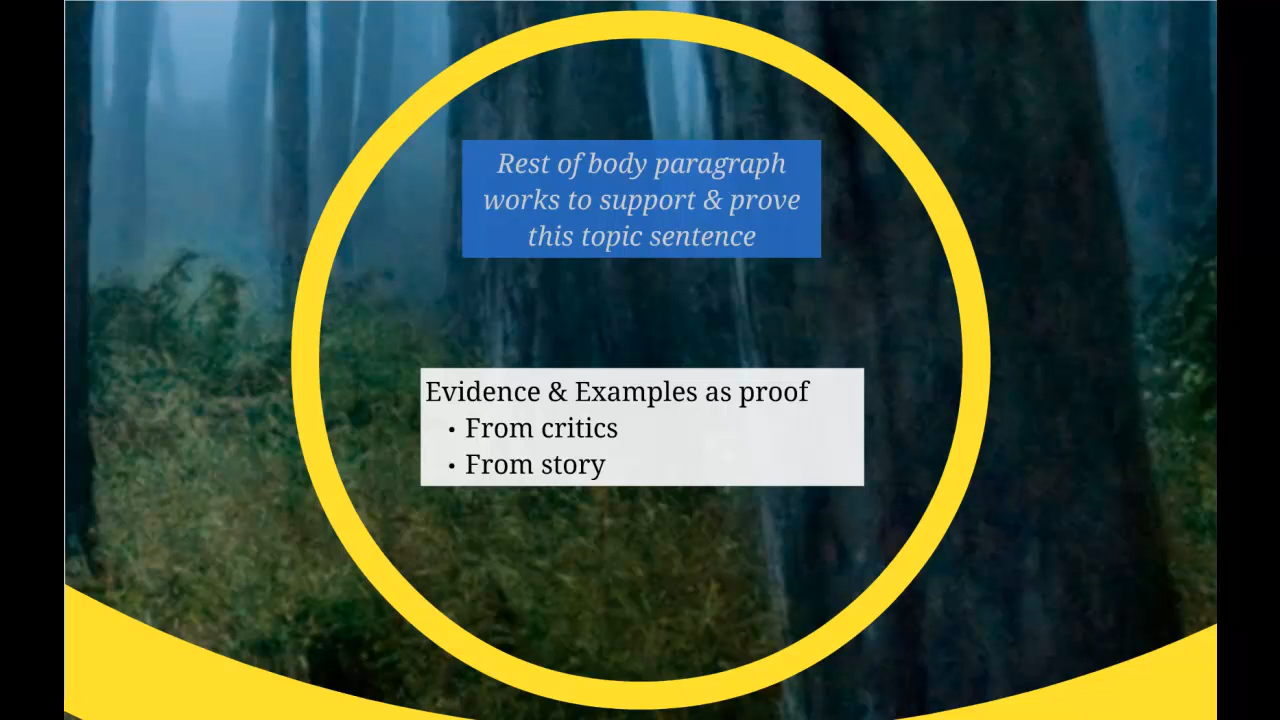 Rest of body paragraph
works to support & prove
this topic sentence
Evidence & Examples as proof
• From critics
• From story